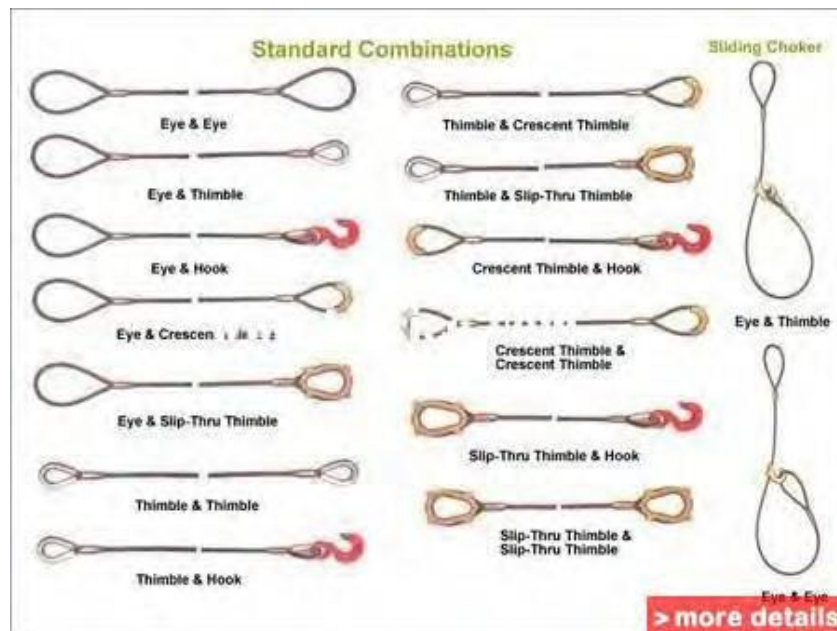 Standard Combinations
Sliding Choker
Eye & Eye
Eye & Thimble
Eye & Hook
Eye & Crescen
Eye & Slip-Thru Thimble
Thimble & Thimble
Thimble & Hook
Thimble & Crescent Thimble
Thimble & Slip-Thru Thimble
Crescent Thimble & Hook
Crescent Thimble &
Crescent Thimble
Slip-Thru Thimble & Hook
Slip-Thru Thimble &
Slip-Thru Thimble
Eye & Thimble
Eye & Eye
> more details